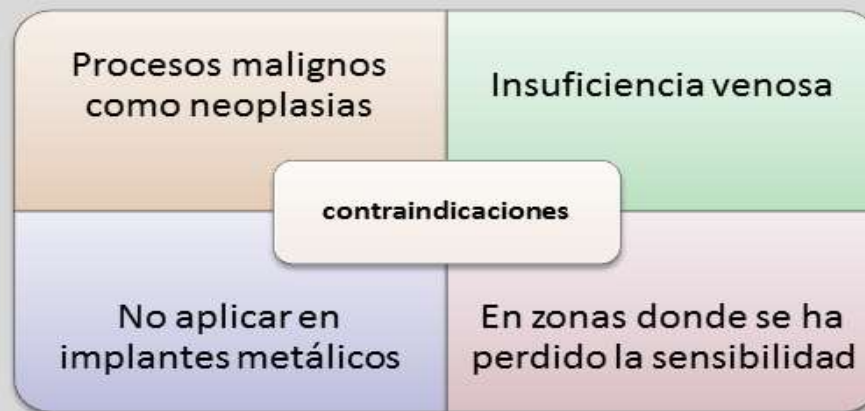 Procesos malignos
como neoplasias
Insuficiencia venosa
contraindicaciones
No aplicar en
implantes metálicos
En zonas donde se ha
perdido la sensibilidad